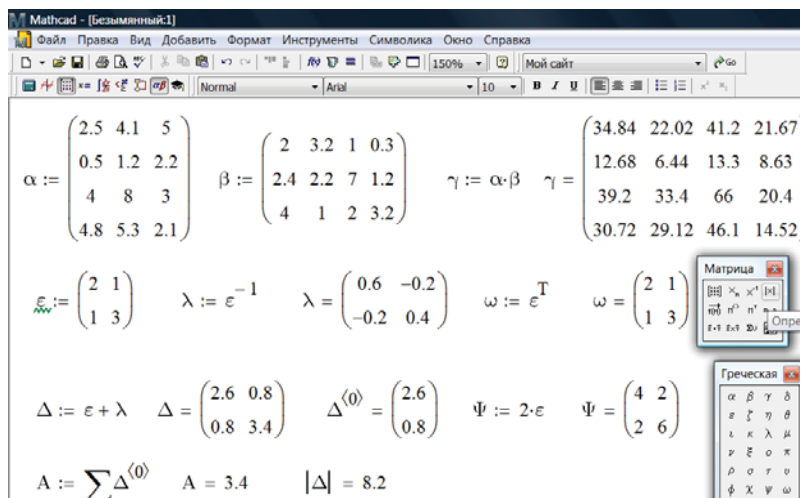 Mathcad - [Безымянный:1]
Файл Правка Вид Добавить Формат Инструменты Символика Окно Справка
150% Мой сайт Go
Normal Arial 10 B I U
α := (2.5 4.1 5; 0.5 1.2 2.2; 4 8 3; 4.8 5.3 2.1) β := (2 3.2 1 0.3; 2.4 2.2 7 1.2; 4 1 2 3.2) γ := α·β γ = (34.84 22.02 41.2 21.67; 12.68 6.44 13.3 8.63; 39.2 33.4 66 20.4; 30.72 29.12 46.1 14.52)
ε := (2 1; 1 3) λ := ε⁻¹ λ = (0.6 −0.2; −0.2 0.4) ω := εᵀ ω = (2 1; 1 3)
Матрица
Опре
Δ := ε + λ Δ = (2.6 0.8; 0.8 3.4) Δ^⟨0⟩ = (2.6; 0.8) Ψ := 2·ε Ψ = (4 2; 2 6)
A := ∑Δ^⟨0⟩ A = 3.4 |Δ| = 8.2
Греческая
α β γ δ
ε ζ η θ
ι κ λ μ
ν ξ ο π
ρ σ τ υ
φ χ ψ ω